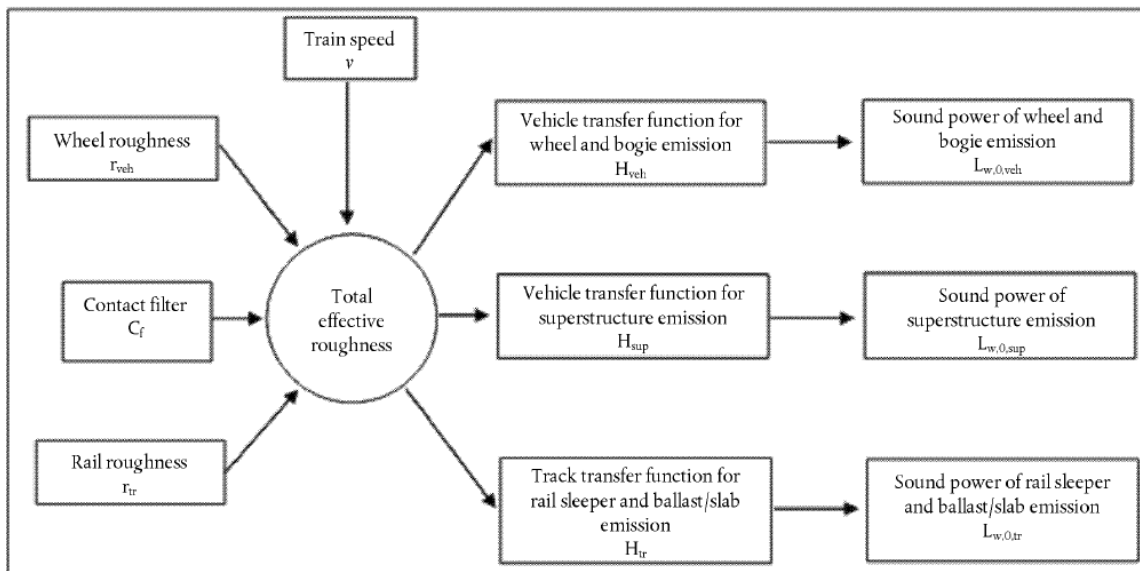 Train speed
v
Wheel roughness
r_veh
Contact filter
C_f
Rail roughness
r_tr
Total
effective
roughness
Vehicle transfer function for
wheel and bogie emission
H_veh
Sound power of wheel and
bogie emission
L_w,0,veh
Vehicle transfer function for
superstructure emission
H_sup
Sound power of
superstructure emission
L_w,0,sup
Track transfer function for
rail sleeper and ballast/slab
emission
H_tr
Sound power of rail sleeper
and ballast/slab emission
L_w,0,tr